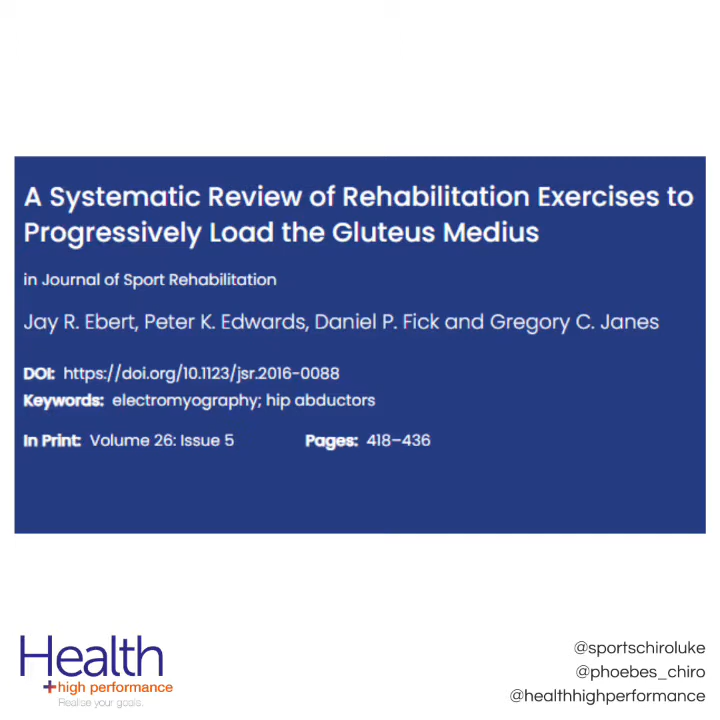 A Systematic Review of Rehabilitation Exercises to
Progressively Load the Gluteus Medius
in Journal of Sport Rehabilitation
Jay R. Ebert, Peter K. Edwards, Daniel P. Fick and Gregory C. Janes
DOI: https://doi.org/10.1123/jsr.2016-0088
Keywords: electromyography; hip abductors
In Print: Volume 26: Issue 5 Pages: 418–436
Health
+high performance
Realise your goals.
@sportschiroluke
@phoebes_chiro
@healthhighperformance